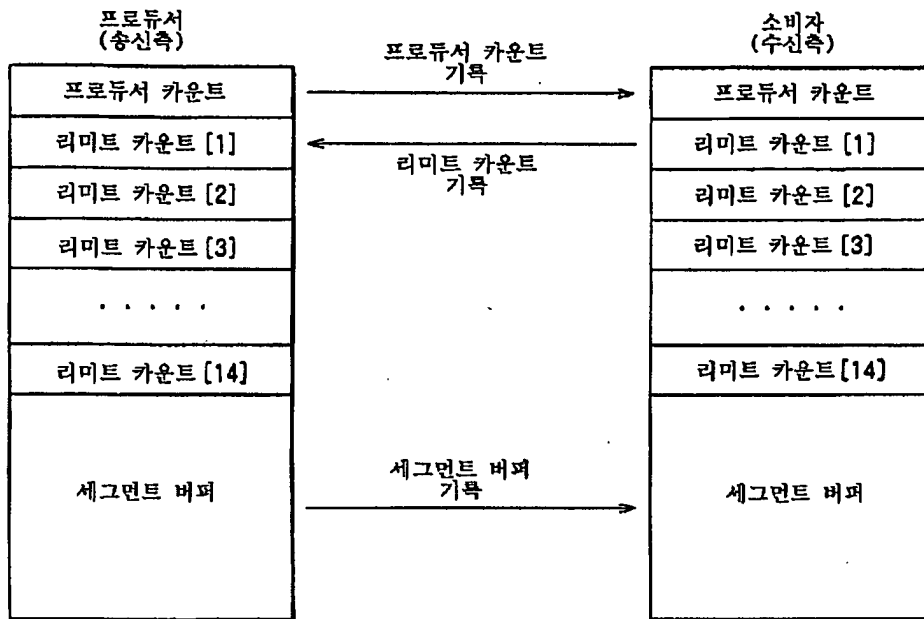 프로듀서
(송신측)
소비자
(수신측)
프로듀서 카운트
기록
프로듀서 카운트
프로듀서 카운트
리미트 카운트 [1]
리미트 카운트
기록
리미트 카운트 [1]
리미트 카운트 [2]
리미트 카운트 [2]
리미트 카운트 [3]
리미트 카운트 [3]
· · · · ·
· · · · ·
리미트 카운트 [14]
리미트 카운트 [14]
세그먼트 버퍼
세그먼트 버퍼
기록
세그먼트 버퍼